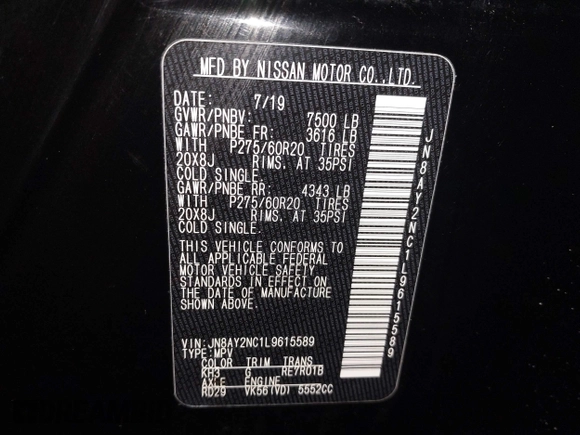 MFD BY NISSAN MOTOR CO.,LTD.
DATE: 7/19
GVWR/PNBV: 7500 LB
GAWR/PNBE FR: 3616 LB
WITH P275/60R20 TIRES
20X8J RIMS, AT 35PSI
COLD SINGLE.
GAWR/PNBE RR: 4343 LB
WITH P275/60R20 TIRES
20X8J RIMS, AT 35PSI
COLD SINGLE.
THIS VEHICLE CONFORMS TO
ALL APPLICABLE FEDERAL
MOTOR VEHICLE SAFETY
STANDARDS IN EFFECT ON
THE DATE OF MANUFACTURE
SHOWN ABOVE.
VIN:JN8AY2NC1L9615589
TYPE:MPV
COLOR TRIM TRANS
KH3 G RE7R01B
AXLE ENGINE
RD29 VK56(VD) 5552CC
JN8AY2NC1L9615589